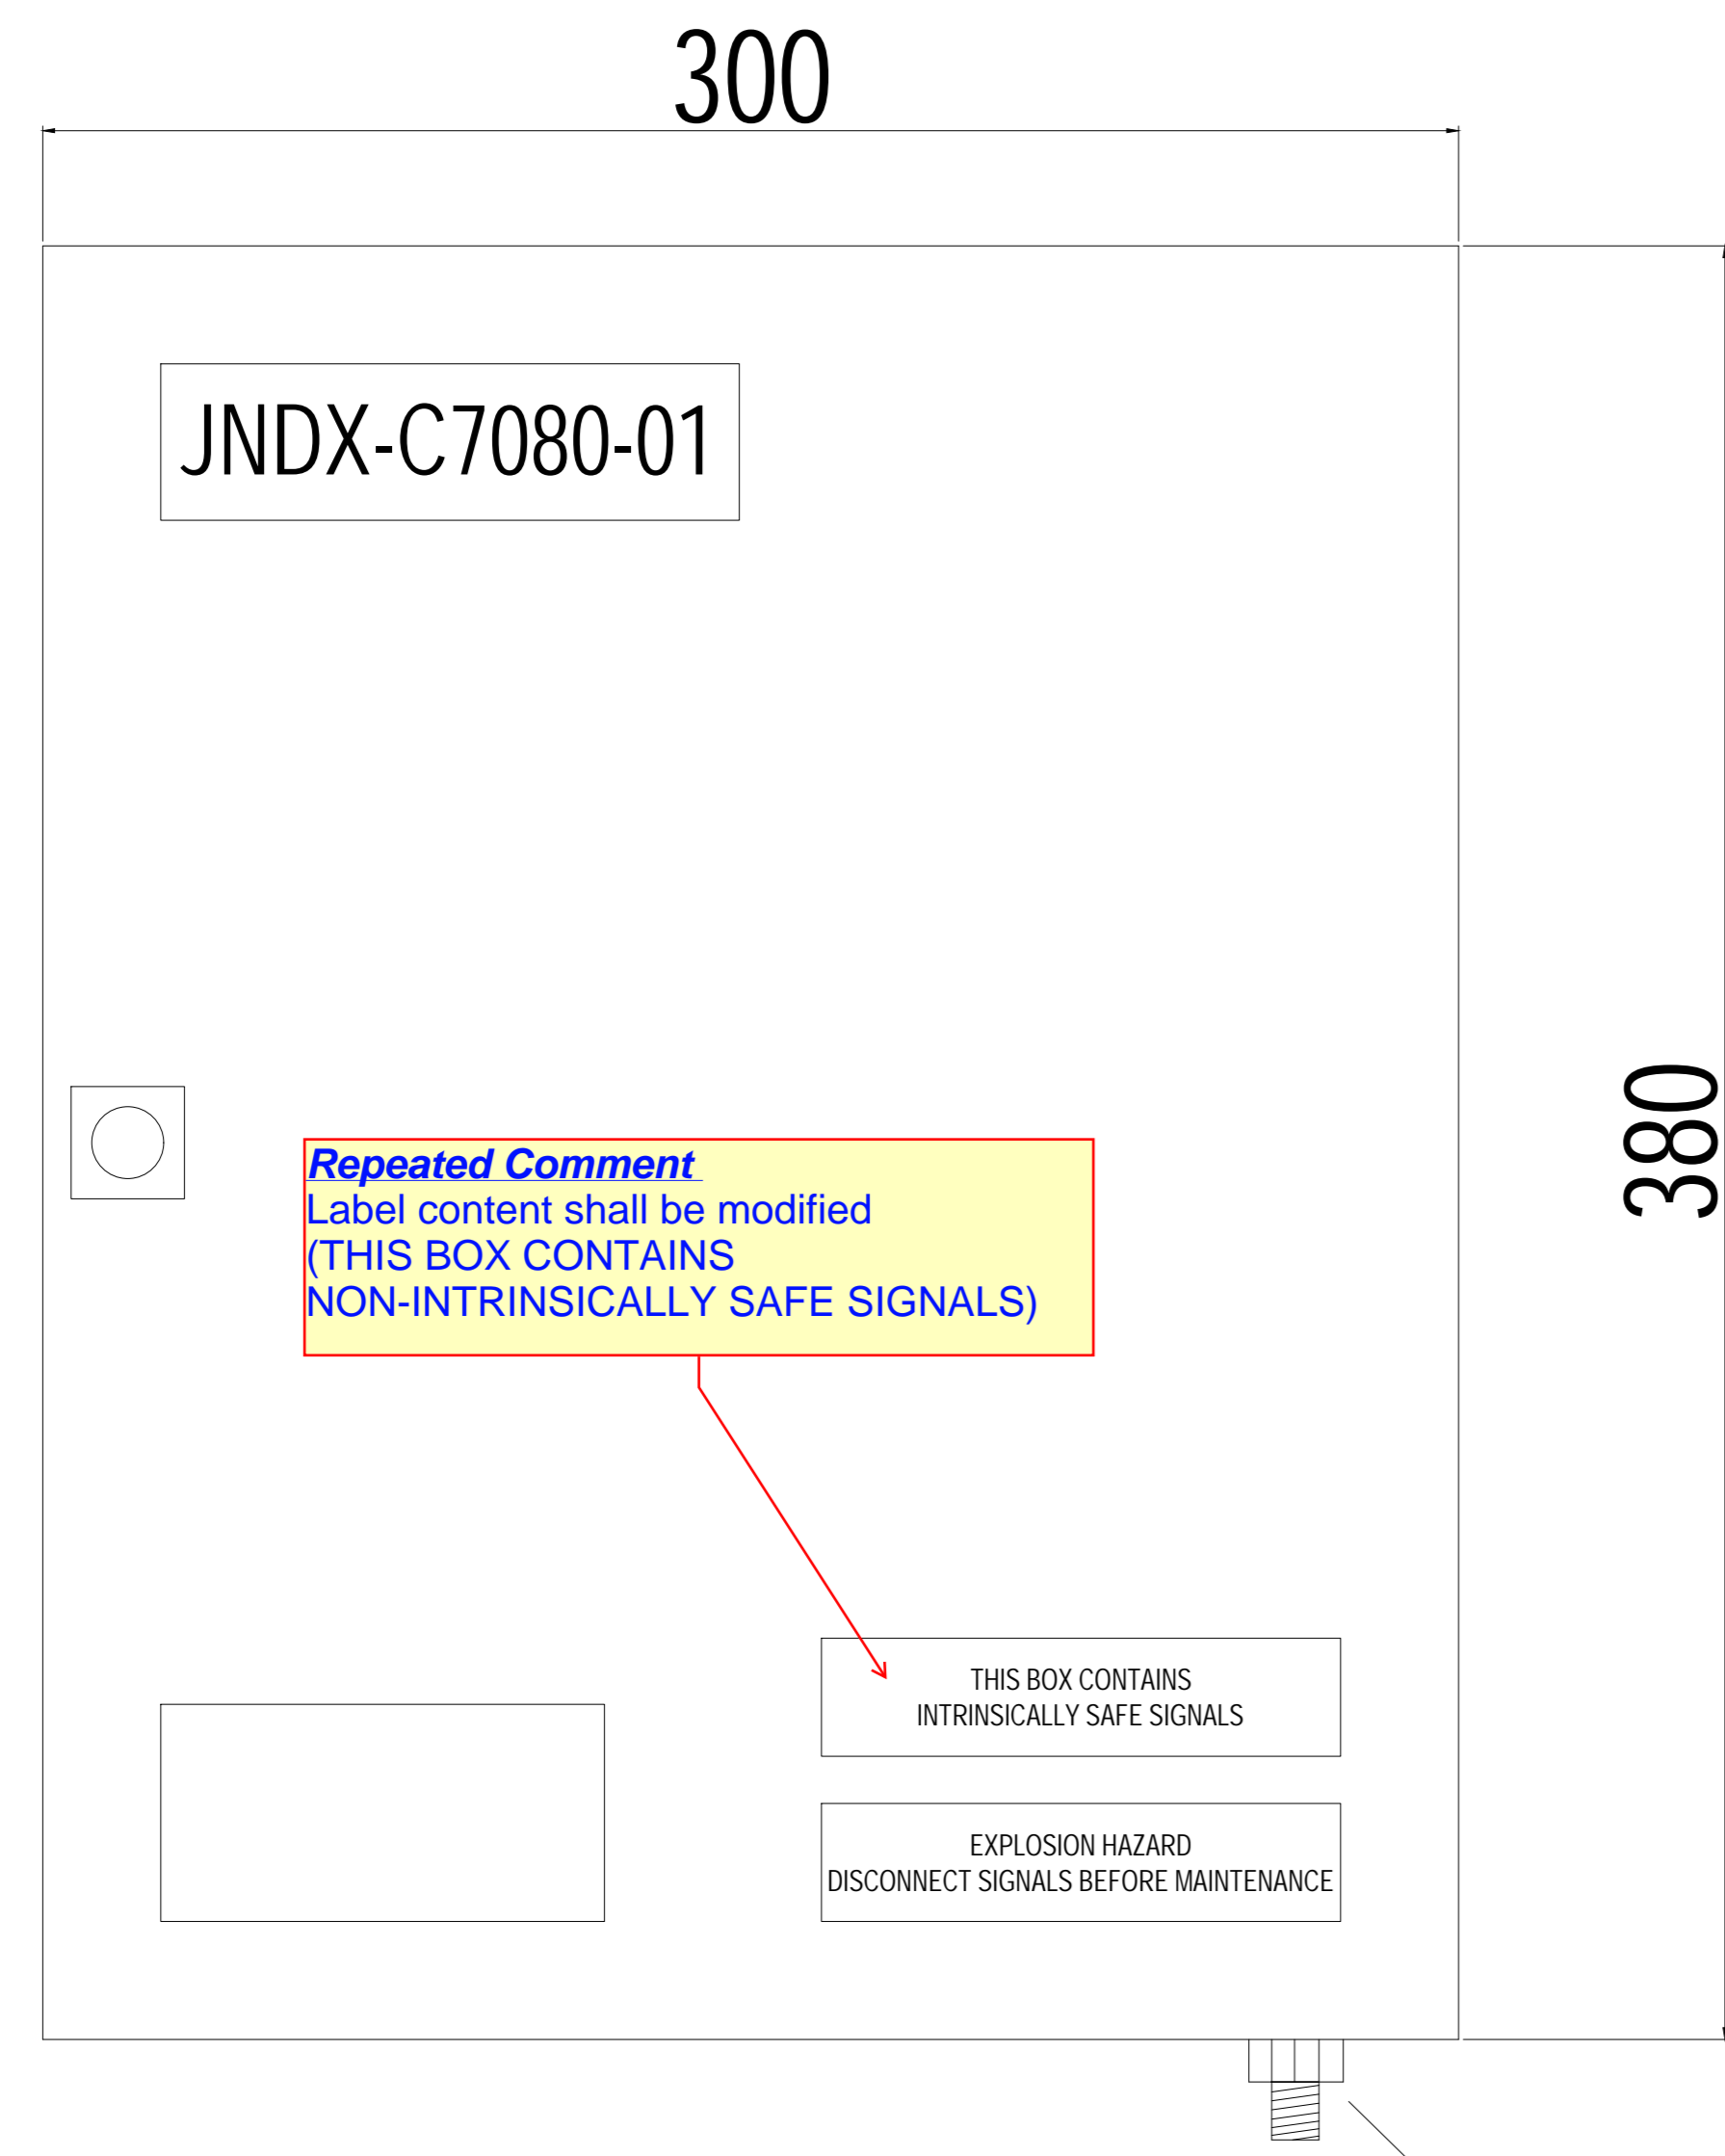 300
JNDX-C7080-01
380
Repeated Comment
Label content shall be modified
(THIS BOX CONTAINS
NON-INTRINSICALLY SAFE SIGNALS)
THIS BOX CONTAINS
INTRINSICALLY SAFE SIGNALS
EXPLOSION HAZARD
DISCONNECT SIGNALS BEFORE MAINTENANCE